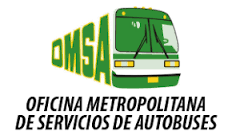 OMSA
OFICINA METROPOLITANA
DE SERVICIOS DE AUTOBUSES